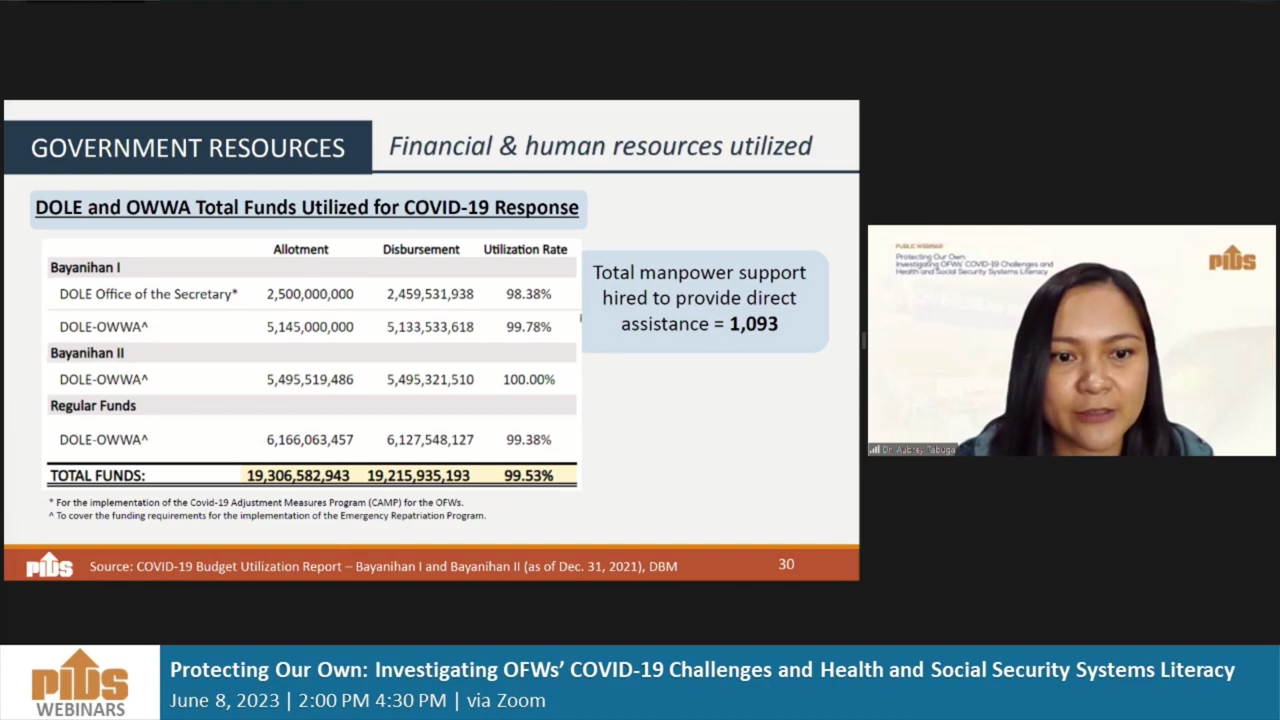 GOVERNMENT RESOURCES
Financial & human resources utilized
DOLE and OWWA Total Funds Utilized for COVID-19 Response
Allotment Disbursement Utilization Rate
Bayanihan I
DOLE Office of the Secretary* 2,500,000,000 2,459,531,938 98.38%
DOLE-OWWA^ 5,145,000,000 5,133,533,618 99.78%
Bayanihan II
DOLE-OWWA^ 5,495,519,486 5,495,321,510 100.00%
Regular Funds
DOLE-OWWA^ 6,166,063,457 6,127,548,127 99.38%
TOTAL FUNDS: 19,306,582,943 19,215,935,193 99.53%
* For the implementation of the Covid-19 Adjustment Measures Program (CAMP) for the OFWs.
^ To cover the funding requirements for the implementation of the Emergency Repatriation Program.
Total manpower support
hired to provide direct
assistance = 1,093
PIDS
Source: COVID-19 Budget Utilization Report – Bayanihan I and Bayanihan II (as of Dec. 31, 2021), DBM
30
PUBLIC WEBINAR
Protecting Our Own:
Investigating OFWs' COVID-19 Challenges and
Health and Social Security Systems Literacy
PIDS
Dr. Aubrey Tabuga
PIDS
WEBINARS
Protecting Our Own: Investigating OFWs’ COVID-19 Challenges and Health and Social Security Systems Literacy
June 8, 2023 | 2:00 PM 4:30 PM | via Zoom